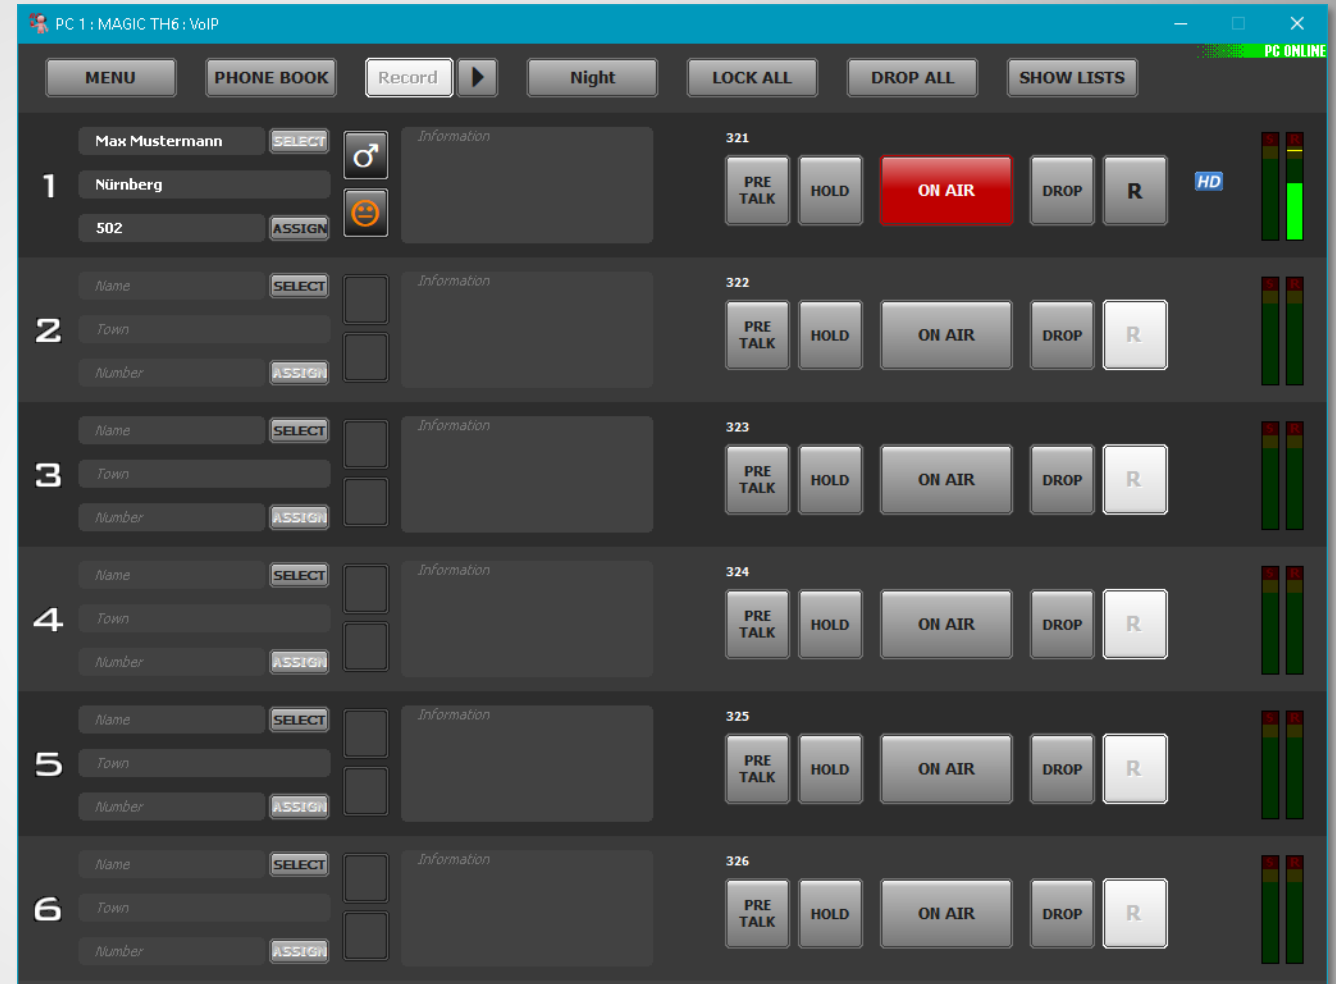 PC 1 : MAGIC TH6 : VoIP
PC ONLINE
MENU PHONE BOOK Record Night LOCK ALL DROP ALL SHOW LISTS
1
Max Mustermann SELECT
Nürnberg
502 ASSIGN
Information
321
PRE TALK HOLD ON AIR DROP R
HD
S R
2
Name SELECT
Town
Number ASSIGN
Information
322
PRE TALK HOLD ON AIR DROP R
S R
3
Name SELECT
Town
Number ASSIGN
Information
323
PRE TALK HOLD ON AIR DROP R
S R
4
Name SELECT
Town
Number ASSIGN
Information
324
PRE TALK HOLD ON AIR DROP R
S R
5
Name SELECT
Town
Number ASSIGN
Information
325
PRE TALK HOLD ON AIR DROP R
S R
6
Name SELECT
Town
Number ASSIGN
Information
326
PRE TALK HOLD ON AIR DROP R
S R